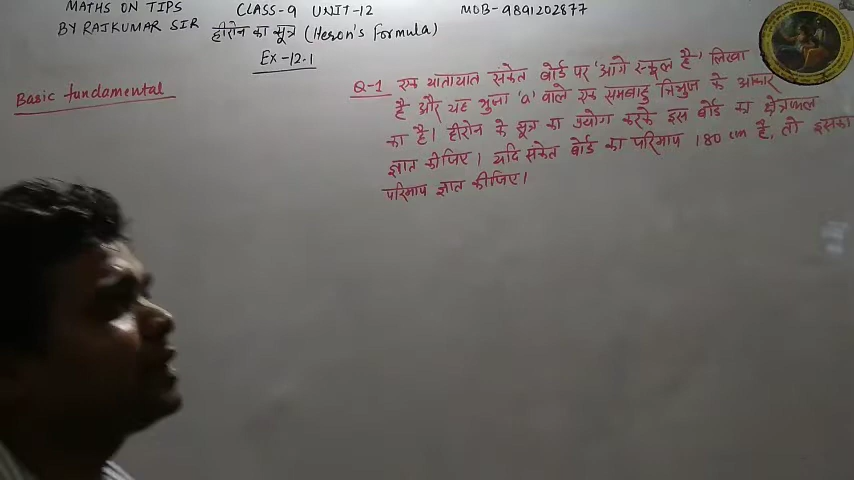 MATHS ON TIPS CLASS-9 UNIT-12 MOB-9891202877
BY RAJKUMAR SIR हीरोन का सूत्र (Heron's Formula)
Ex-12.1
Basic fundamental
Q-1 एक यातायात संकेत बोर्ड पर 'आगे स्कूल है' लिखा
है और यह भुजा 'a' वाले एक समबाहु त्रिभुज के आकार
का है। हीरोन के सूत्र का प्रयोग करके इस बोर्ड का क्षेत्रफल
ज्ञात कीजिए। यदि संकेत बोर्ड का परिमाप 180 cm है, तो इसका
परिमाप ज्ञात कीजिए।